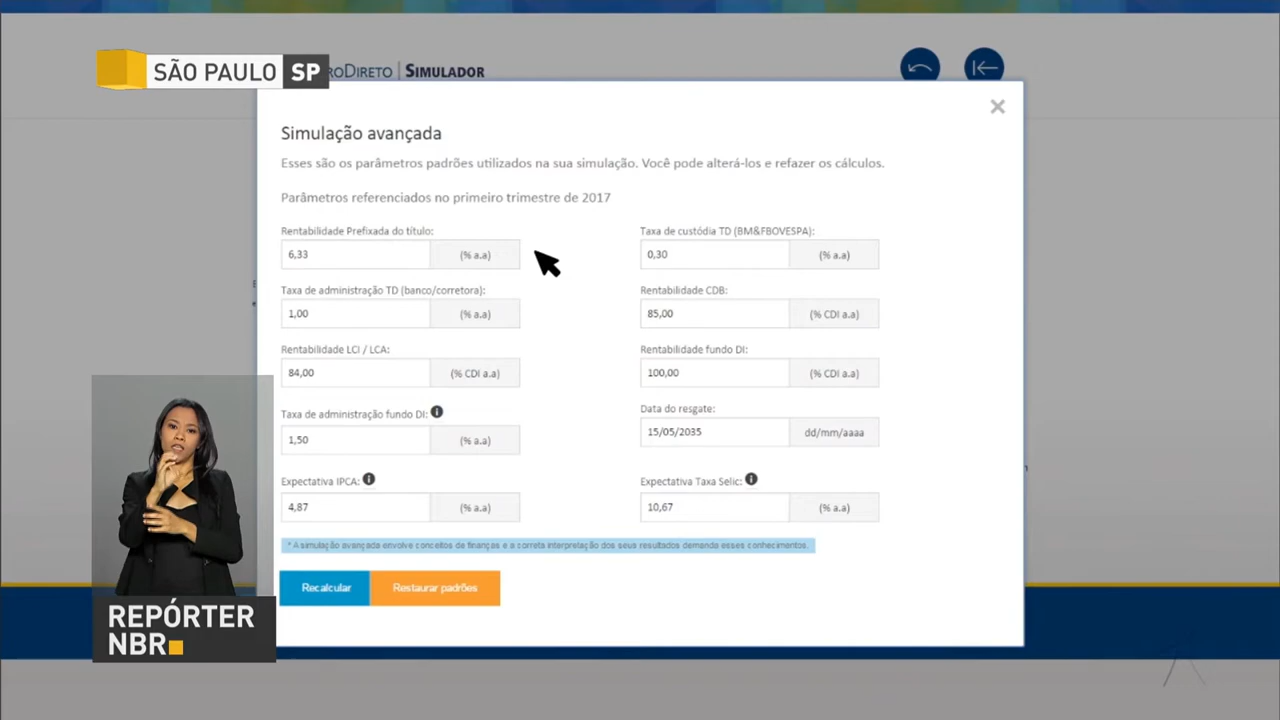 SÃO PAULO SP
RODIRETO | SIMULADOR
Simulação avançada
Esses são os parâmetros padrões utilizados na sua simulação. Você pode alterá-los e refazer os cálculos.
Parâmetros referenciados no primeiro trimestre de 2017
Rentabilidade Prefixada do título:
6,33 (% a.a)
Taxa de custódia TD (BM&FBOVESPA):
0,30 (% a.a)
Taxa de administração TD (banco/corretora):
1,00 (% a.a)
Rentabilidade CDB:
85,00 (% CDI a.a)
Rentabilidade LCI / LCA:
84,00 (% CDI a.a)
Rentabilidade fundo DI:
100,00 (% CDI a.a)
Taxa de administração fundo DI:
1,50 (% a.a)
Data do resgate:
15/05/2035 dd/mm/aaaa
Expectativa IPCA:
4,87 (% a.a)
Expectativa Taxa Selic:
10,67 (% a.a)
* A simulação avançada envolve conceitos de finanças e a correta interpretação dos seus resultados demanda esses conhecimentos.
Recalcular Restaurar padrões
REPÓRTER
NBR